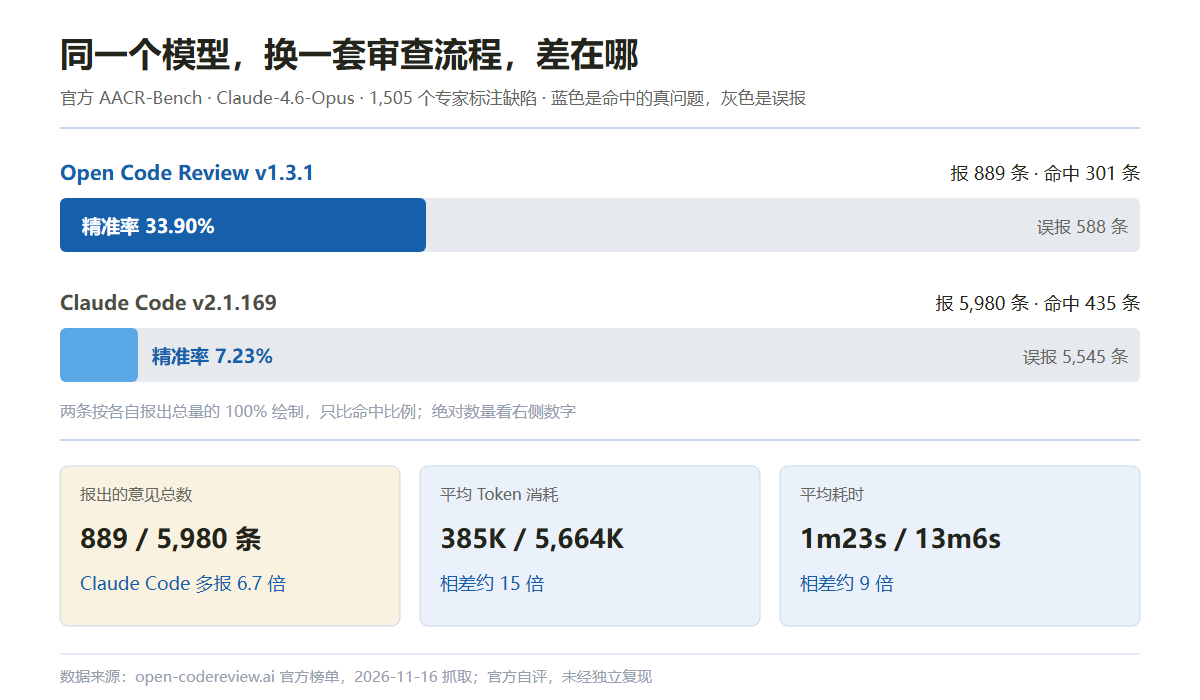 同一个模型，换一套审查流程，差在哪
官方 AACR-Bench · Claude-4.6-Opus · 1,505 个专家标注缺陷 · 蓝色是命中的真问题，灰色是误报
Open Code Review v1.3.1
报 889 条 · 命中 301 条
精准率 33.90%
误报 588 条
Claude Code v2.1.169
报 5,980 条 · 命中 435 条
精准率 7.23%
误报 5,545 条
两条按各自报出总量的 100% 绘制，只比命中比例；绝对数量看右侧数字
报出的意见总数
889 / 5,980 条
Claude Code 多报 6.7 倍
平均 Token 消耗
385K / 5,664K
相差约 15 倍
平均耗时
1m23s / 13m6s
相差约 9 倍
数据来源：open-codereview.ai 官方榜单，2026-11-16 抓取；官方自评，未经独立复现